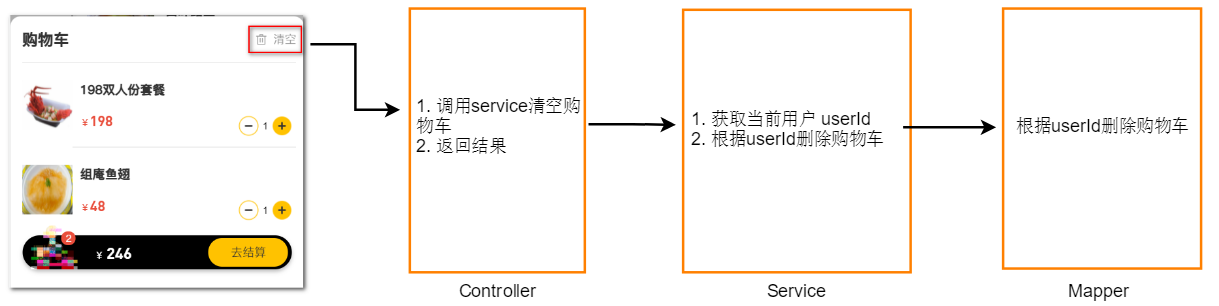 购物车
清空
198双人份套餐
¥198
1
组庵鱼翅
¥48
1
2
¥ 246
去结算
1. 调用service清空购
物车
2. 返回结果
Controller
1. 获取当前用户 userId
2. 根据userId删除购物车
Service
根据userId删除购物车
Mapper